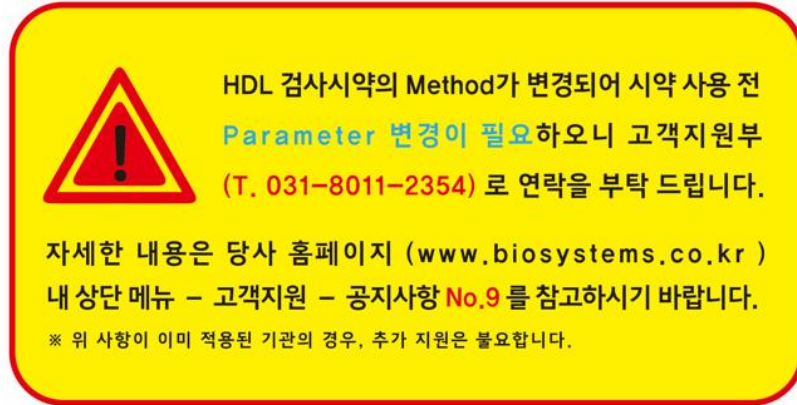 HDL 검사시약의 Method가 변경되어 시약 사용 전
Parameter 변경이 필요하오니 고객지원부
(T. 031-8011-2354) 로 연락을 부탁 드립니다.
자세한 내용은 당사 홈페이지 (www.biosystems.co.kr )
내 상단 메뉴 - 고객지원 - 공지사항 No.9 를 참고하시기 바랍니다.
※ 위 사항이 이미 적용된 기관의 경우, 추가 지원은 불요합니다.